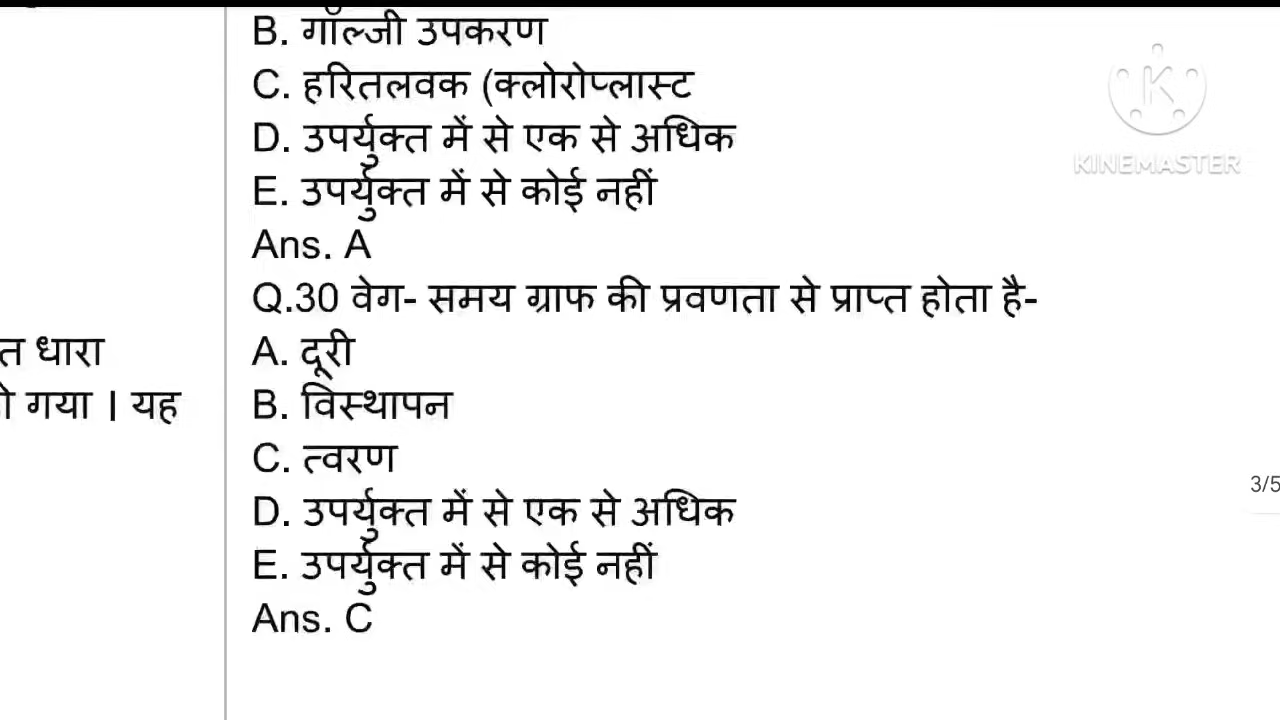 B. गॉल्जी उपकरण
C. हरितलवक (क्लोरोप्लास्ट
D. उपर्युक्त में से एक से अधिक
E. उपर्युक्त में से कोई नहीं
Ans. A
Q.30 वेग- समय ग्राफ की प्रवणता से प्राप्त होता है-
A. दूरी
B. विस्थापन
C. त्वरण
D. उपर्युक्त में से एक से अधिक
E. उपर्युक्त में से कोई नहीं
Ans. C
त धारा
गया । यह
KINEMASTER
3/5